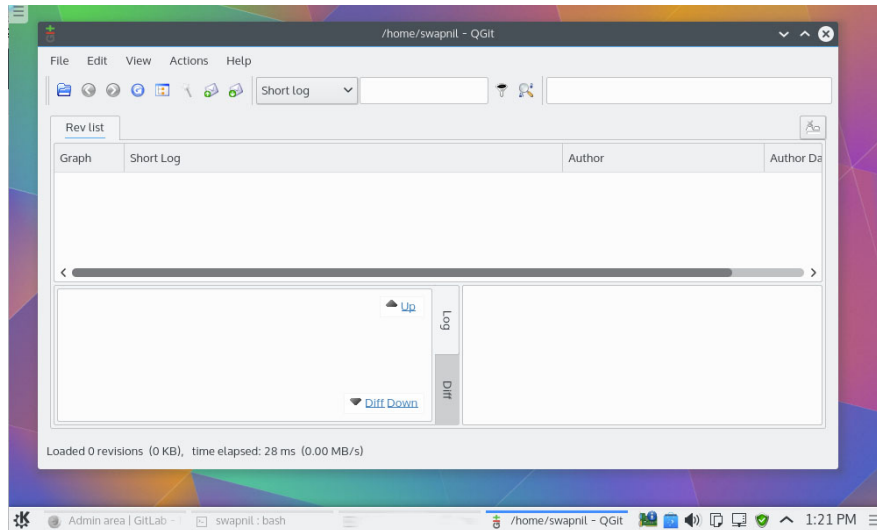 /home/swapnil - QGit
File Edit View Actions Help
Short log
Rev list
Graph Short Log Author Author Da
Up
Log
Diff
Diff Down
Loaded 0 revisions (0 KB), time elapsed: 28 ms (0.00 MB/s)
Admin area | GitLab - swapnil : bash /home/swapnil - QGit 1:21 PM